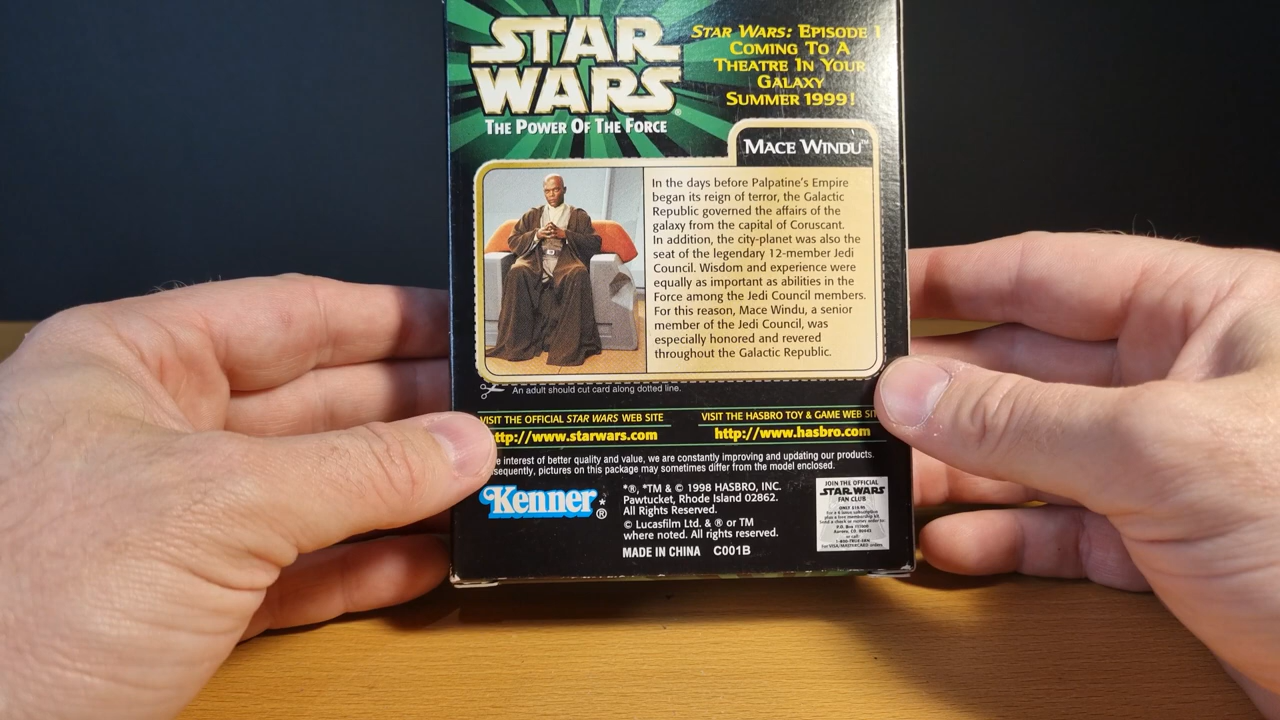 STAR
WARS®
THE POWER OF THE FORCE
STAR WARS: EPISODE I
COMING TO A
THEATRE IN YOUR
GALAXY
SUMMER 1999!
MACE WINDU™
In the days before Palpatine's Empire
began its reign of terror, the Galactic
Republic governed the affairs of the
galaxy from the capital of Coruscant.
In addition, the city-planet was also the
seat of the legendary 12-member Jedi
Council. Wisdom and experience were
equally as important as abilities in the
Force among the Jedi Council members.
For this reason, Mace Windu, a senior
member of the Jedi Council, was
especially honored and revered
throughout the Galactic Republic.
An adult should cut card along dotted line.
VISIT THE OFFICIAL STAR WARS WEB SITE
ttp://www.starwars.com
VISIT THE HASBRO TOY & GAME WEB SIT
http://www.hasbro.com
e interest of better quality and value, we are constantly improving and updating our products.
sequently, pictures on this package may sometimes differ from the model enclosed.
Kenner®
*®, *TM & © 1998 HASBRO, INC.
Pawtucket, Rhode Island 02862.
All Rights Reserved.
© Lucasfilm Ltd. & ® or TM
where noted. All rights reserved.
MADE IN CHINA C001B
JOIN THE OFFICIAL
STAR WARS
FAN CLUB